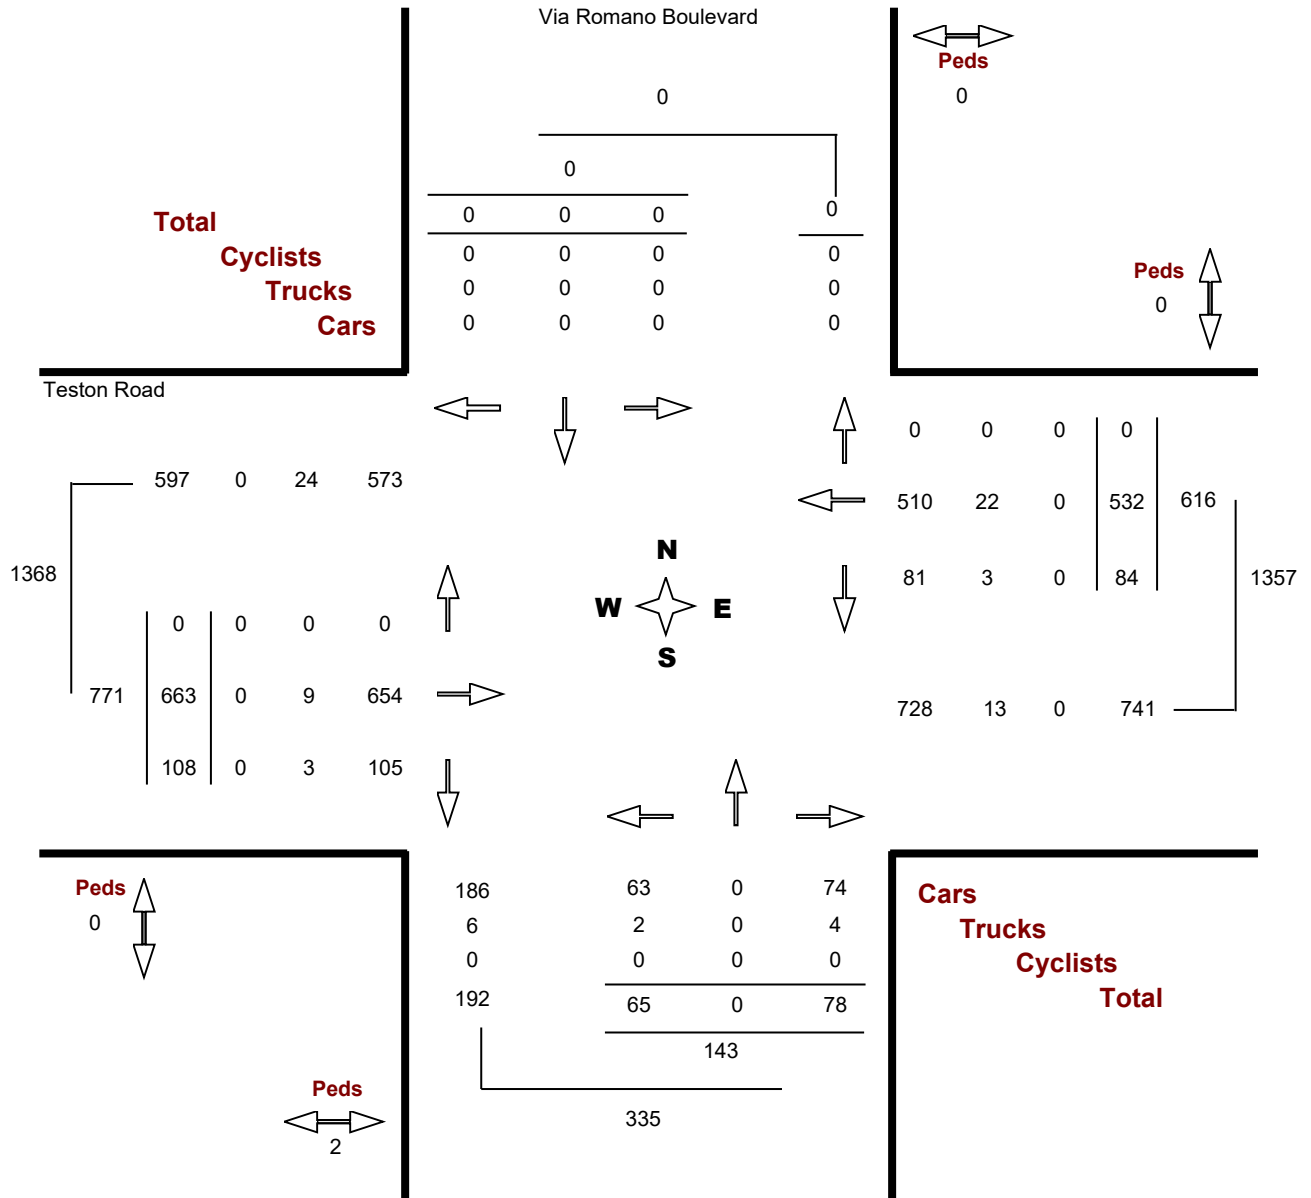 Via Romano Boulevard
Peds
0
0
0
0 0 0 0
Total
0 0 0 0
Cyclists
Peds
0 0 0 0
Trucks
0
0 0 0 0
Cars
Teston Road
0 0 0 0
597 0 24 573
510 22 0 532 616
N
1368
81 3 0 84 1357
W E
0 0 0 0
S
771 663 0 9 654
728 13 0 741
108 0 3 105
Peds
186 63 0 74
Cars
0
6 2 0 4
Trucks
0 0 0 0
Cyclists
192 65 0 78
Total
143
Peds
335
2